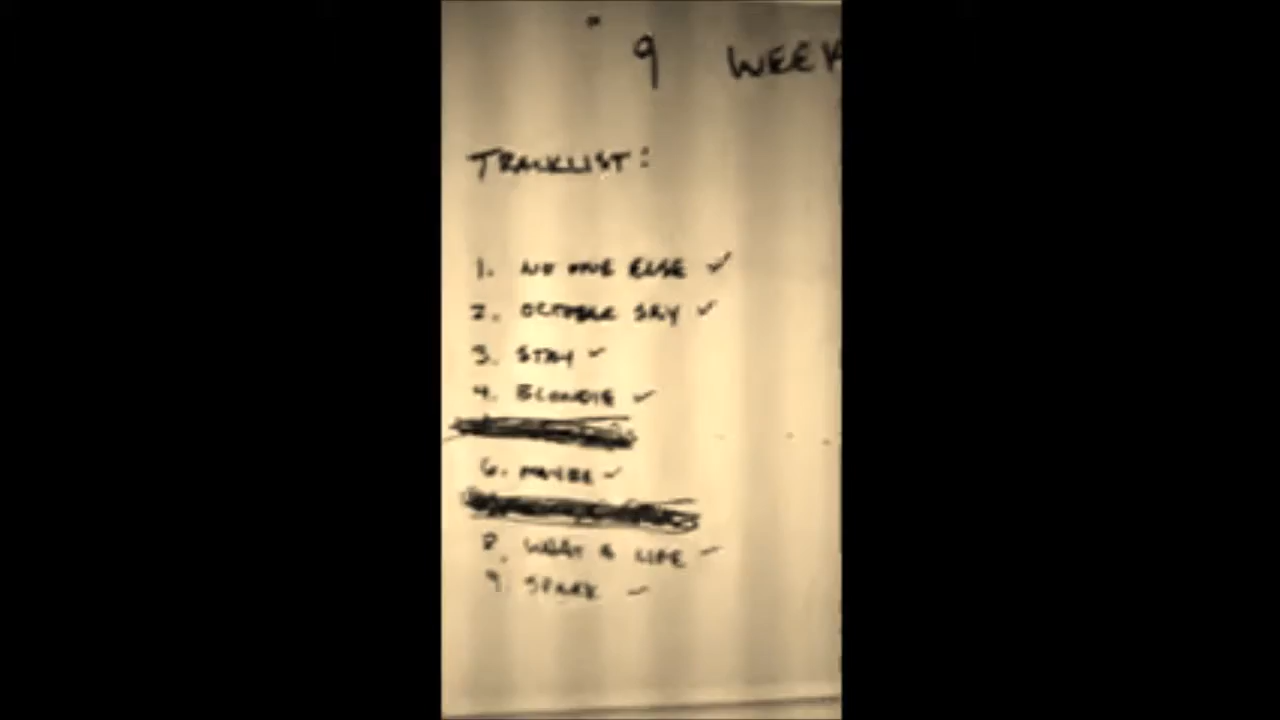 " 9 WEEK
TRACKLIST:
1. NO ONE ELSE ✓
2. OCTOBER SKY ✓
3. STAY ✓
4. BLONDIE ✓
6. MAYBE ✓
8. WHAT A LIFE ✓
9. SPARK ✓